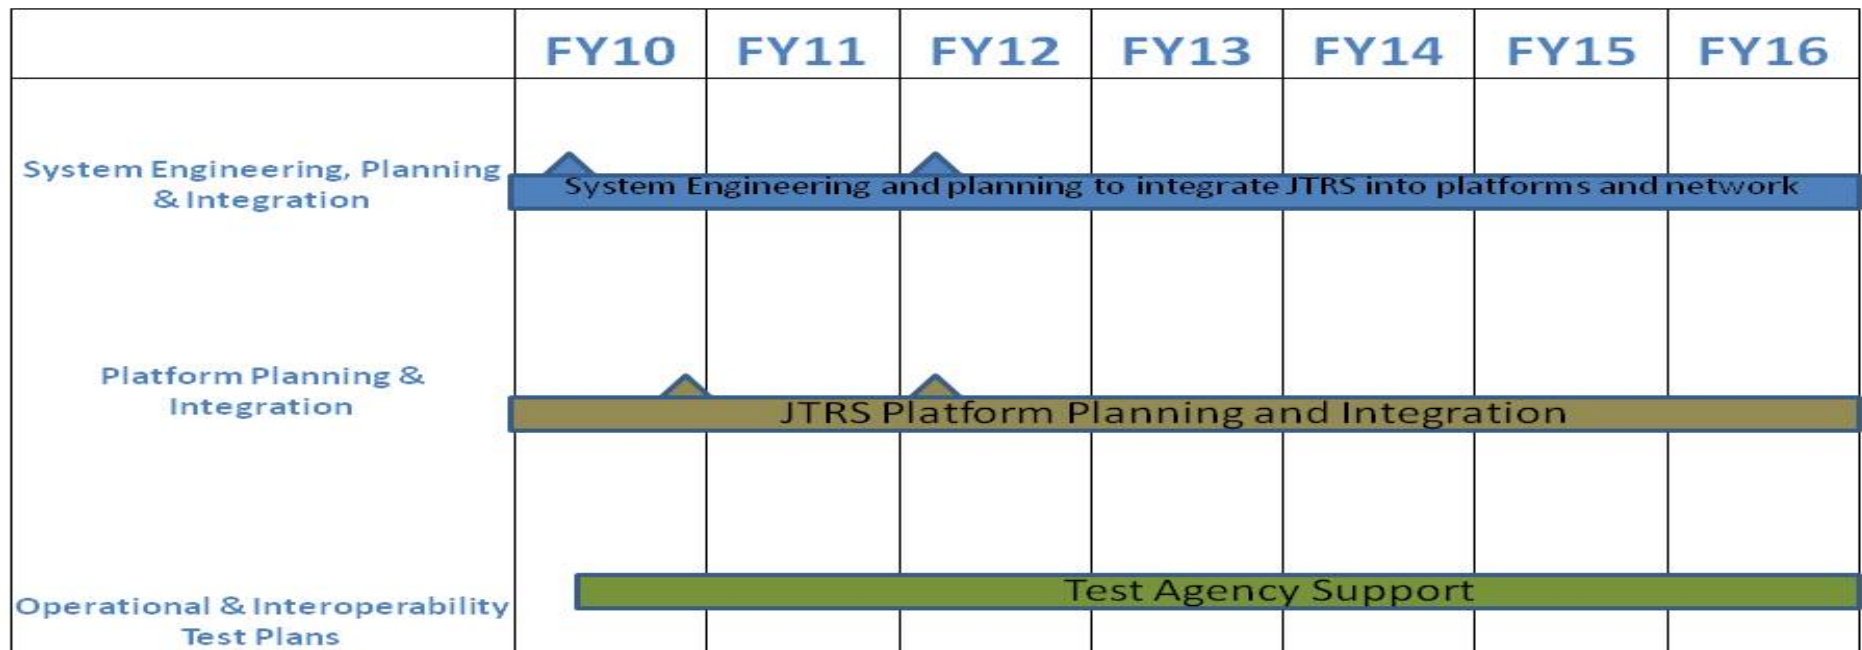 FY10 FY11 FY12 FY13 FY14 FY15 FY16
System Engineering, Planning
& Integration
System Engineering and planning to integrate JTRS into platforms and network
Platform Planning &
Integration
JTRS Platform Planning and Integration
Operational & Interoperability
Test Plans
Test Agency Support